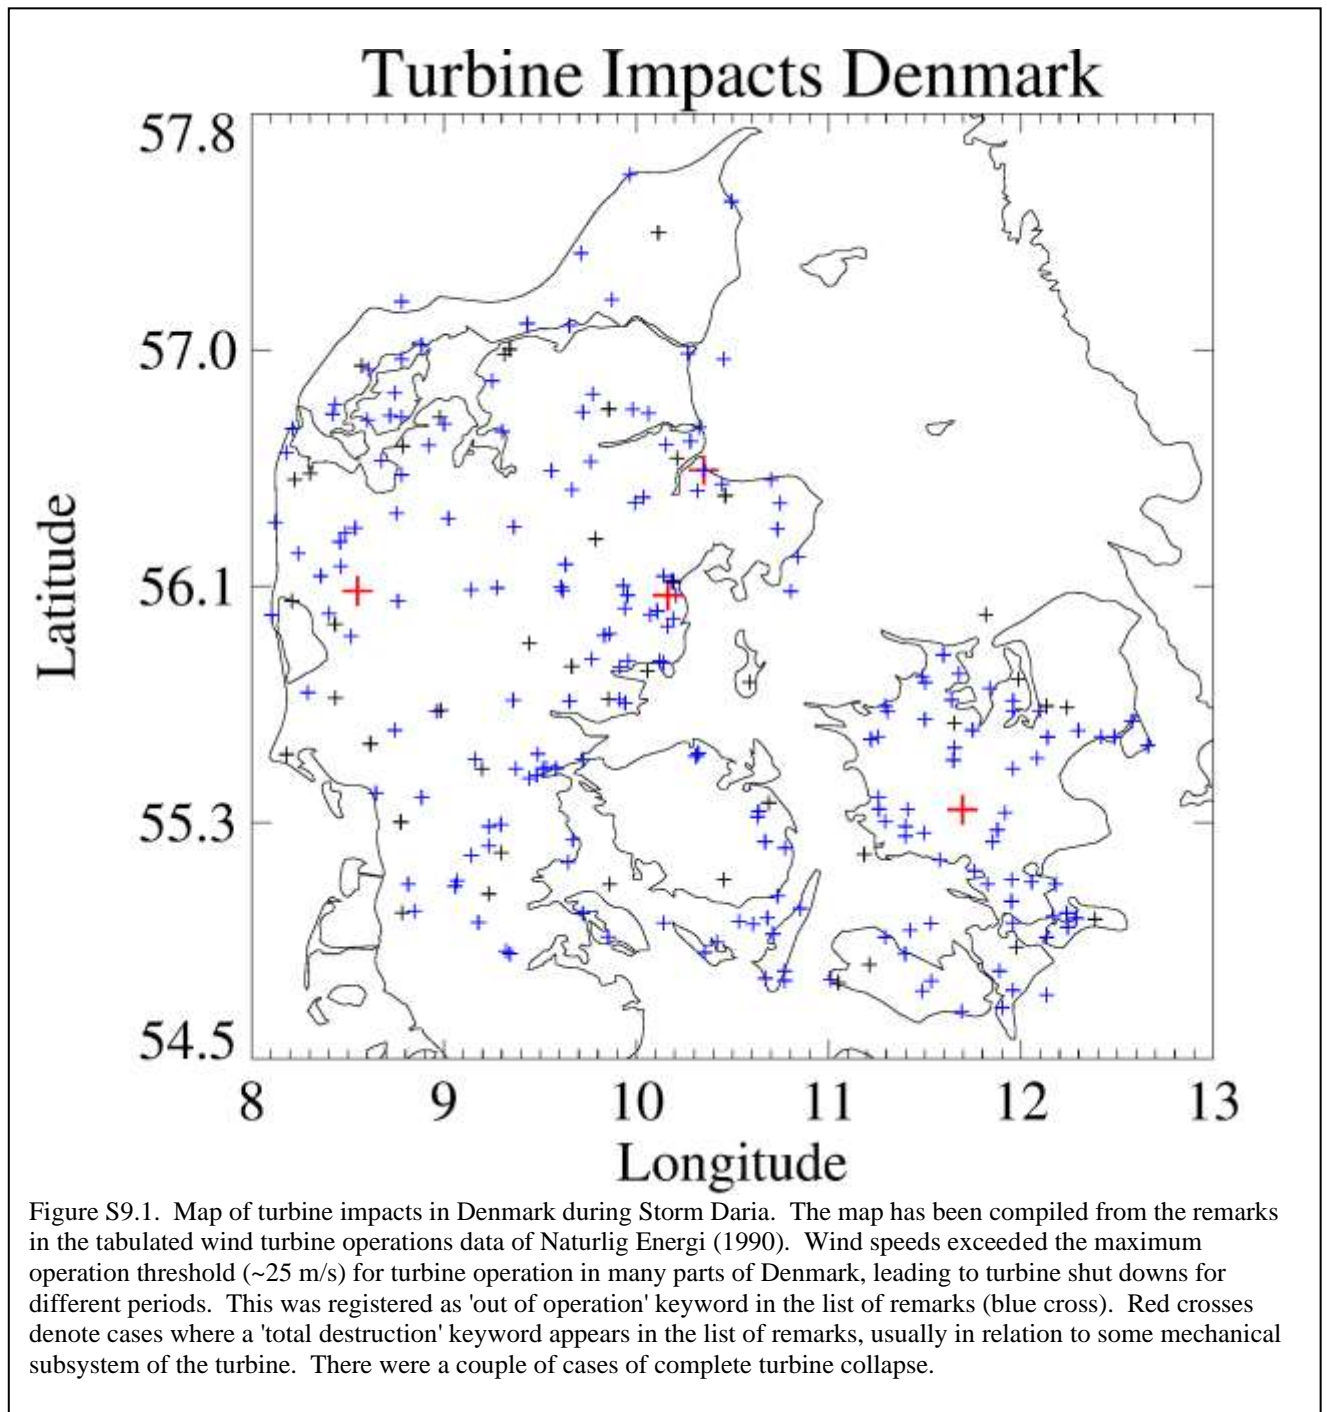 Turbine Impacts Denmark
57.8
57.0
56.1
55.3
54.5
Latitude
8 9 10 11 12 13
Longitude
Figure S9.1. Map of turbine impacts in Denmark during Storm Daria. The map has been compiled from the remarks
in the tabulated wind turbine operations data of Naturlig Energi (1990). Wind speeds exceeded the maximum
operation threshold (~25 m/s) for turbine operation in many parts of Denmark, leading to turbine shut downs for
different periods. This was registered as 'out of operation' keyword in the list of remarks (blue cross). Red crosses
denote cases where a 'total destruction' keyword appears in the list of remarks, usually in relation to some mechanical
subsystem of the turbine. There were a couple of cases of complete turbine collapse.